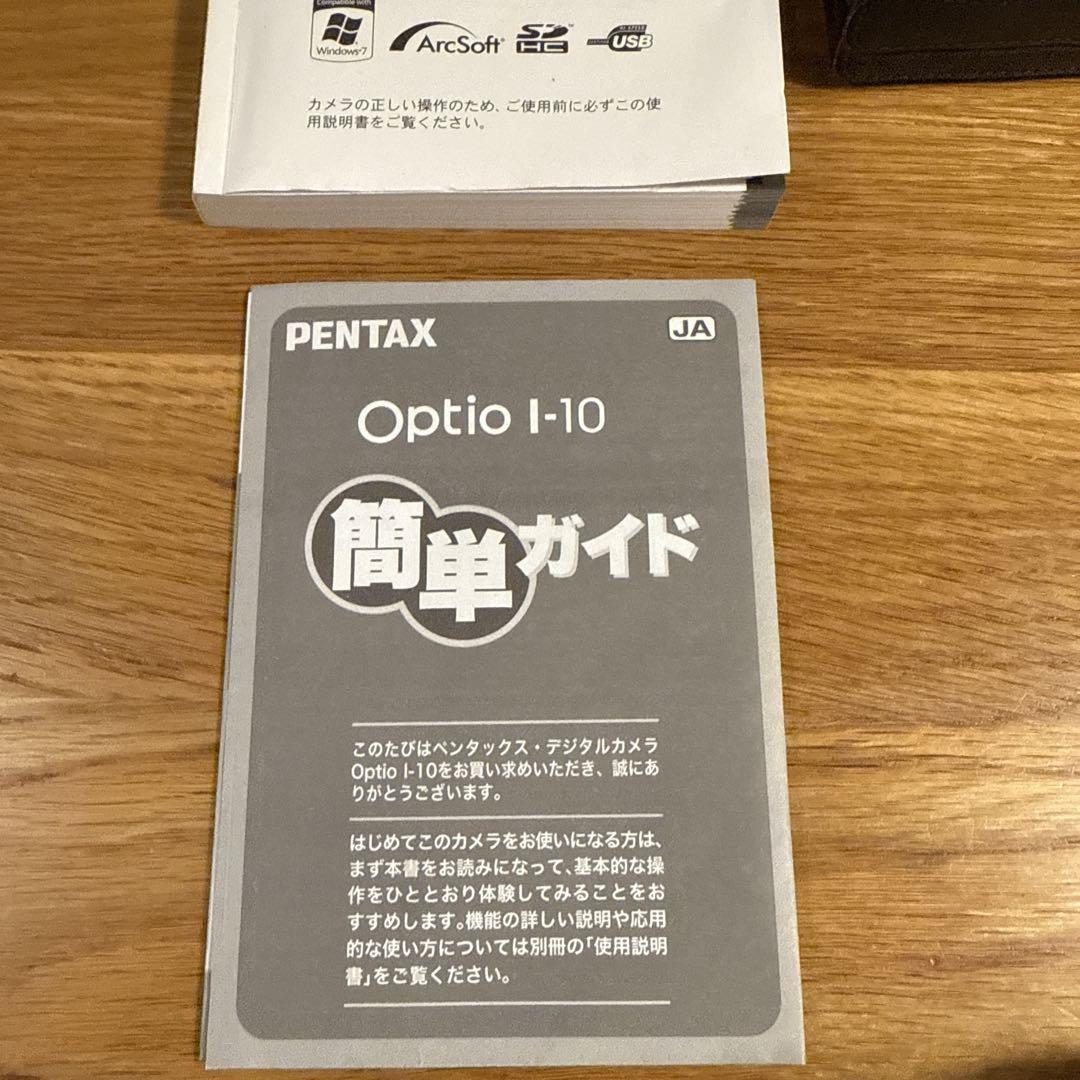 Compatible with
Windows 7
ArcSoft
SD
HC
USB
カメラの正しい操作のため、ご使用前に必ずこの使
用説明書をご覧ください。
PENTAX
JA
Optio I-10
簡単ガイド
このたびはペンタックス・デジタルカメラ
Optio I-10をお買い求めいただき、誠にあ
りがとうございます。
はじめてこのカメラをお使いになる方は、
まず本書をお読みになって、基本的な操
作をひととおり体験してみることをお
すすめします。機能の詳しい説明や応用
的な使い方については別冊の「使用説明
書」をご覧ください。